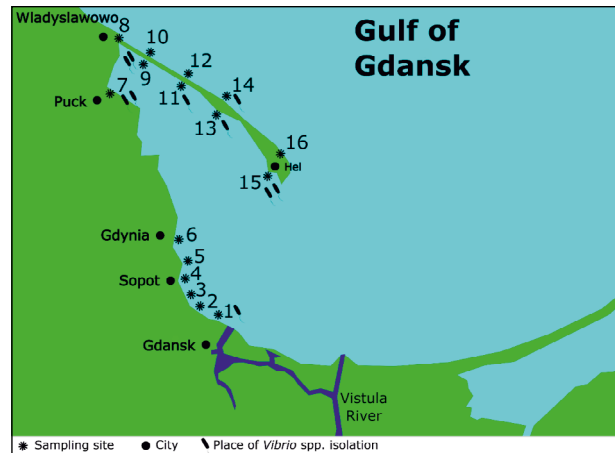 Gulf of
Gdansk
Wladyslawowo
8
10
9
12
7
Puck
11
14
13
16
Hel
15
Gdynia
6
5
Sopot
4
3
2
1
Gdansk
Vistula
River
Sampling site City Place of Vibrio spp. isolation